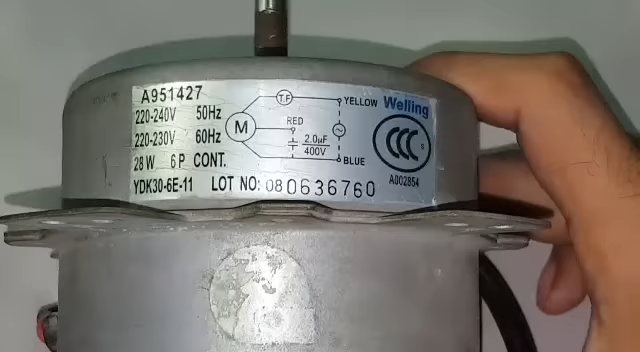 A951427
220-240V 50Hz
220-230V 60Hz
28 W 6 P CONT.
YDK30-6E-11 LOT NO: 080636760
T.F
M
YELLOW
RED
2.0µF
400V
BLUE
Welling
CCC
S
A002854